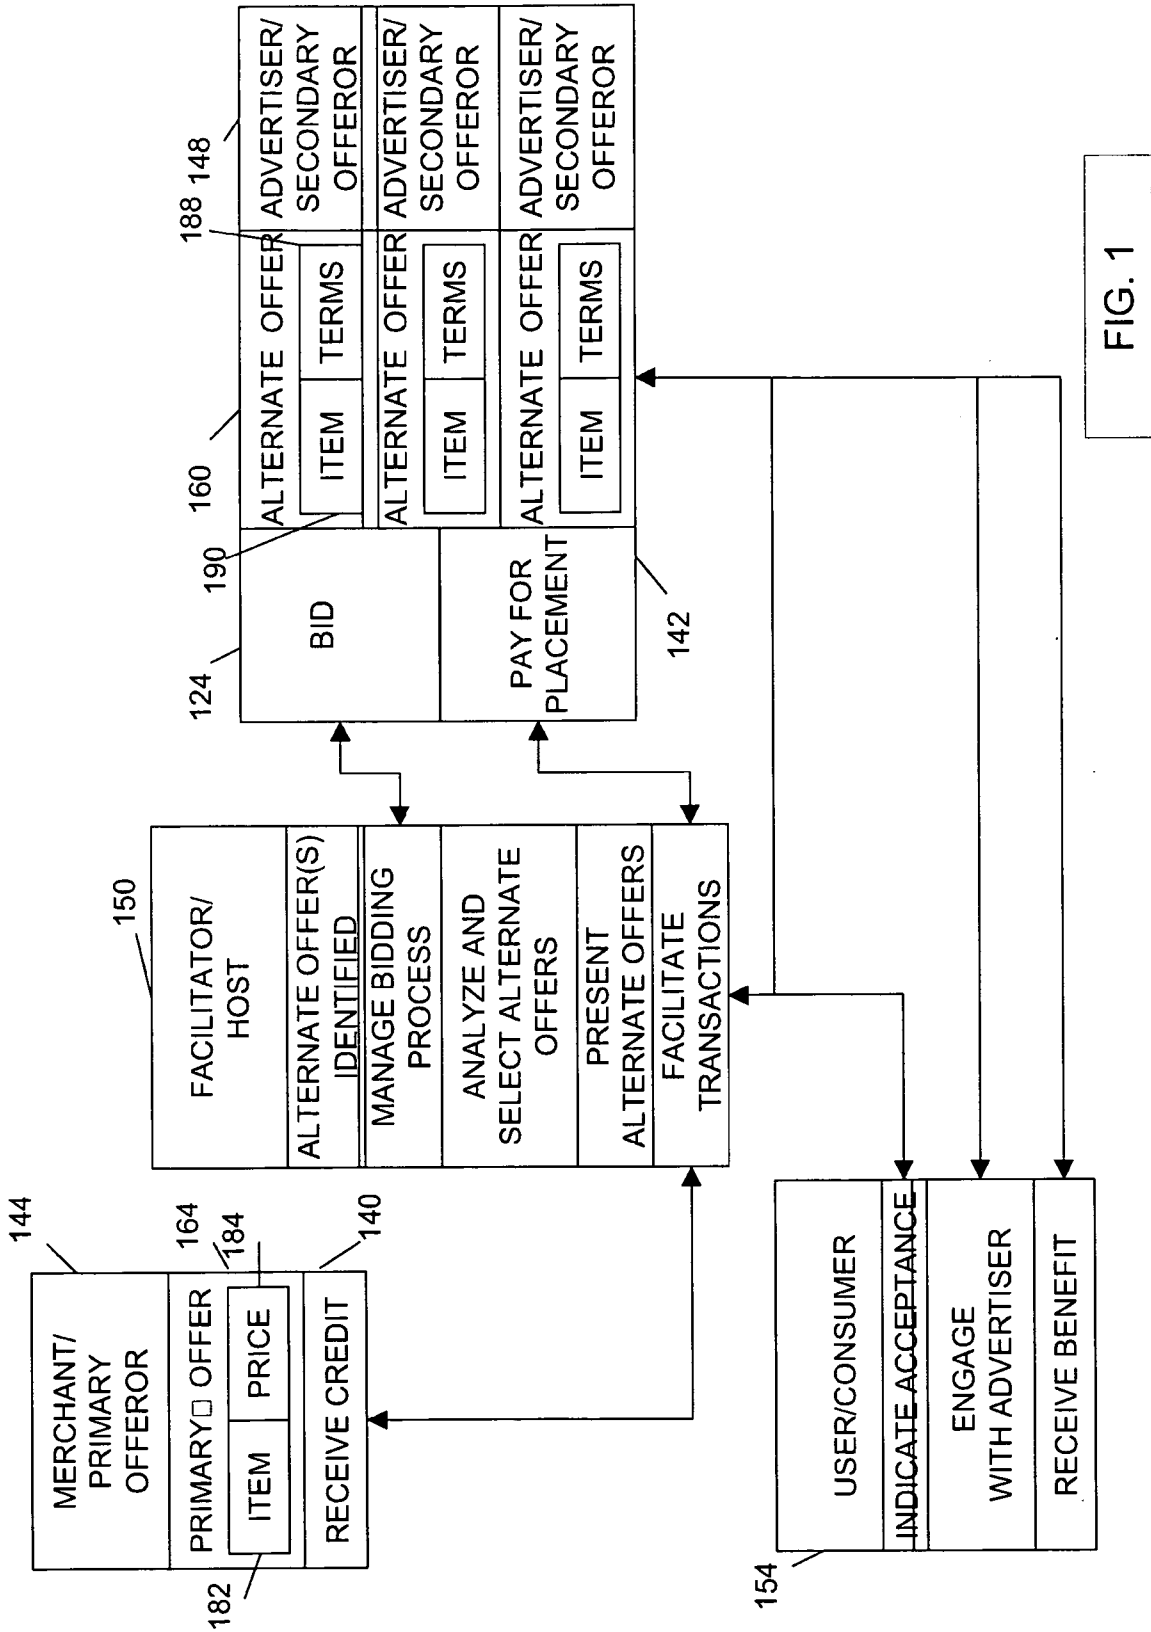 144
MERCHANT/
PRIMARY
OFFEROR
164
184
PRIMARY□ OFFER
ITEM
PRICE
182
140
RECEIVE CREDIT
150
FACILITATOR/
HOST
ALTERNATE OFFER(S)
IDENTIFIED
MANAGE BIDDING
PROCESS
ANALYZE AND
SELECT ALTERNATE
OFFERS
PRESENT
ALTERNATE OFFERS
FACILITATE
TRANSACTIONS
124
BID
PAY FOR
PLACEMENT
142
190
160
188
148
ALTERNATE OFFER
ITEM
TERMS
ADVERTISER/
SECONDARY
OFFEROR
ALTERNATE OFFER
ITEM
TERMS
ADVERTISER/
SECONDARY
OFFEROR
ALTERNATE OFFER
ITEM
TERMS
ADVERTISER/
SECONDARY
OFFEROR
154
USER/CONSUMER
INDICATE ACCEPTANCE
ENGAGE
WITH ADVERTISER
RECEIVE BENEFIT
FIG. 1